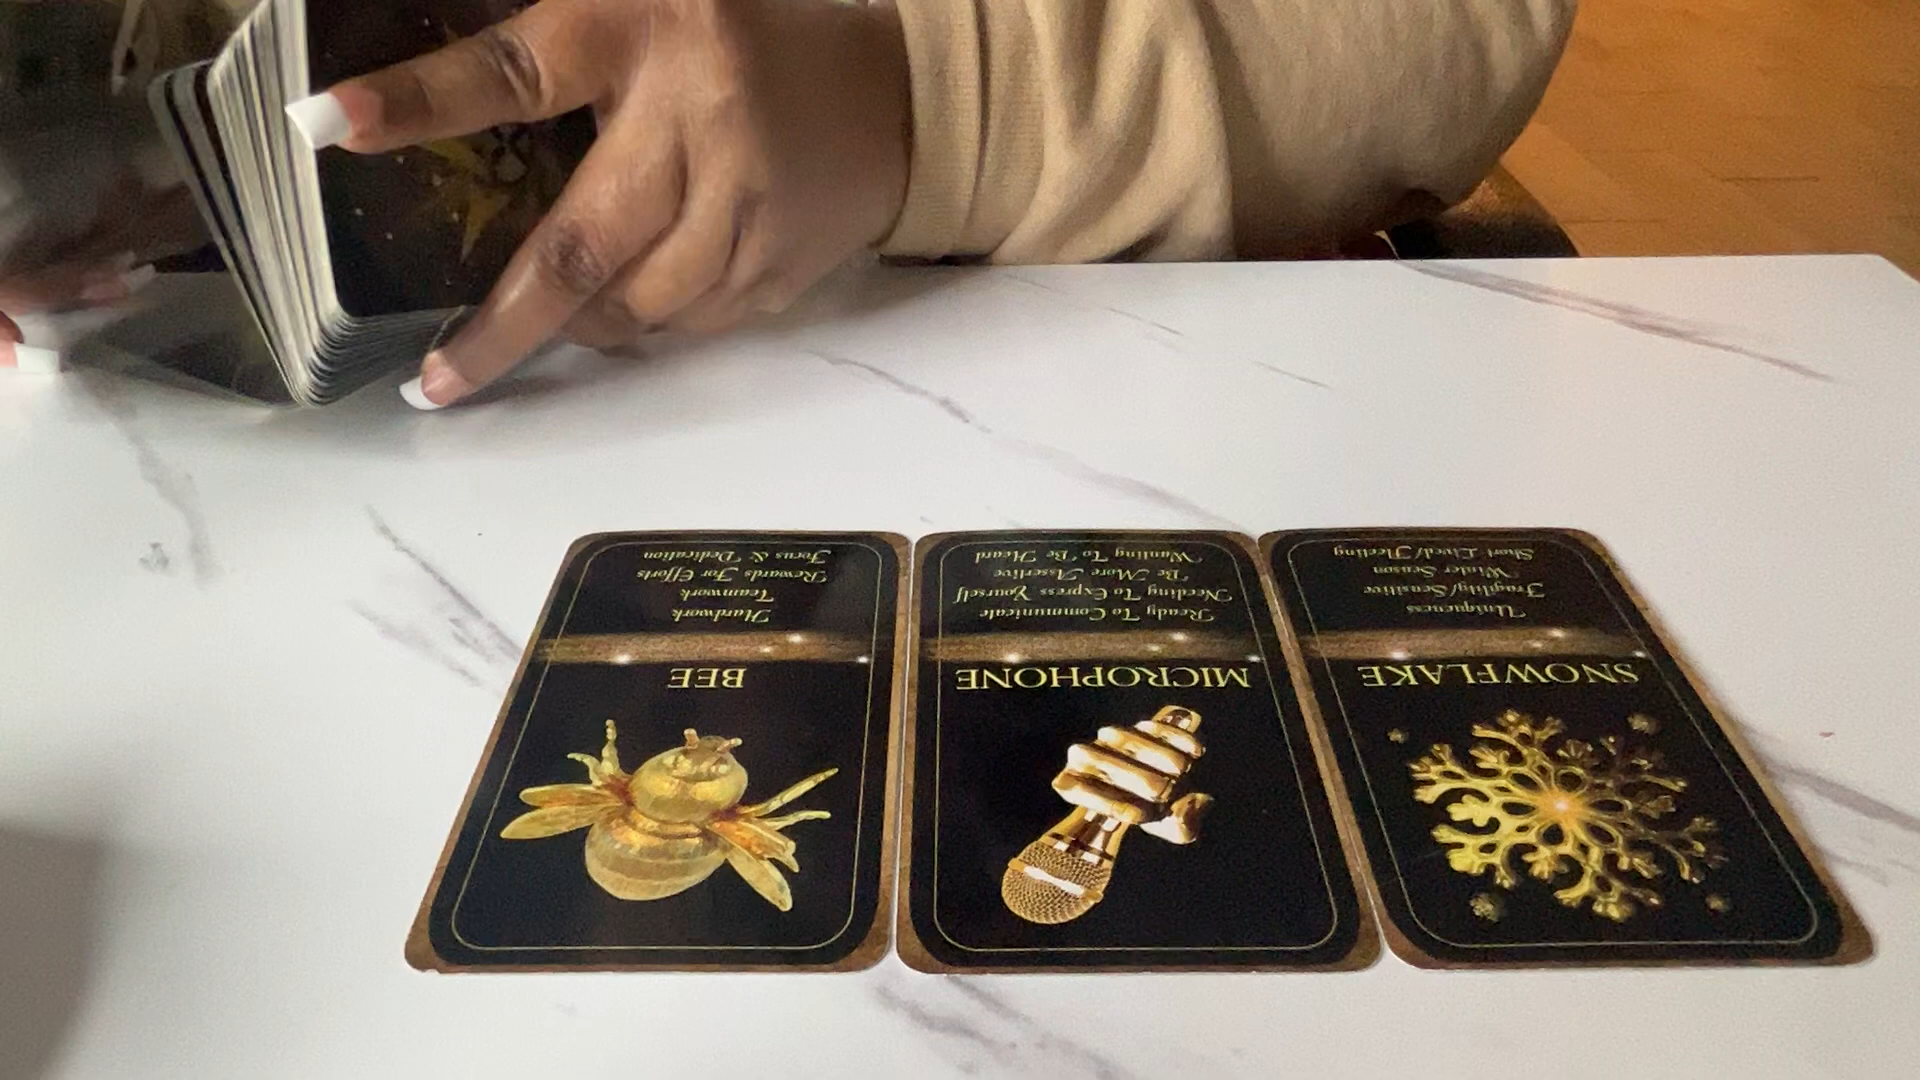 SNOWFLAKE
Uniqueness
Fragility/Sensitive
Winter Season
Short Lived/Fleeting
MICROPHONE
Ready To Communicate
Needing To Express Yourself
Be More Assertive
Wanting To Be Heard
BEE
Hardwork
Teamwork
Rewards For Efforts
Focus & Dedication